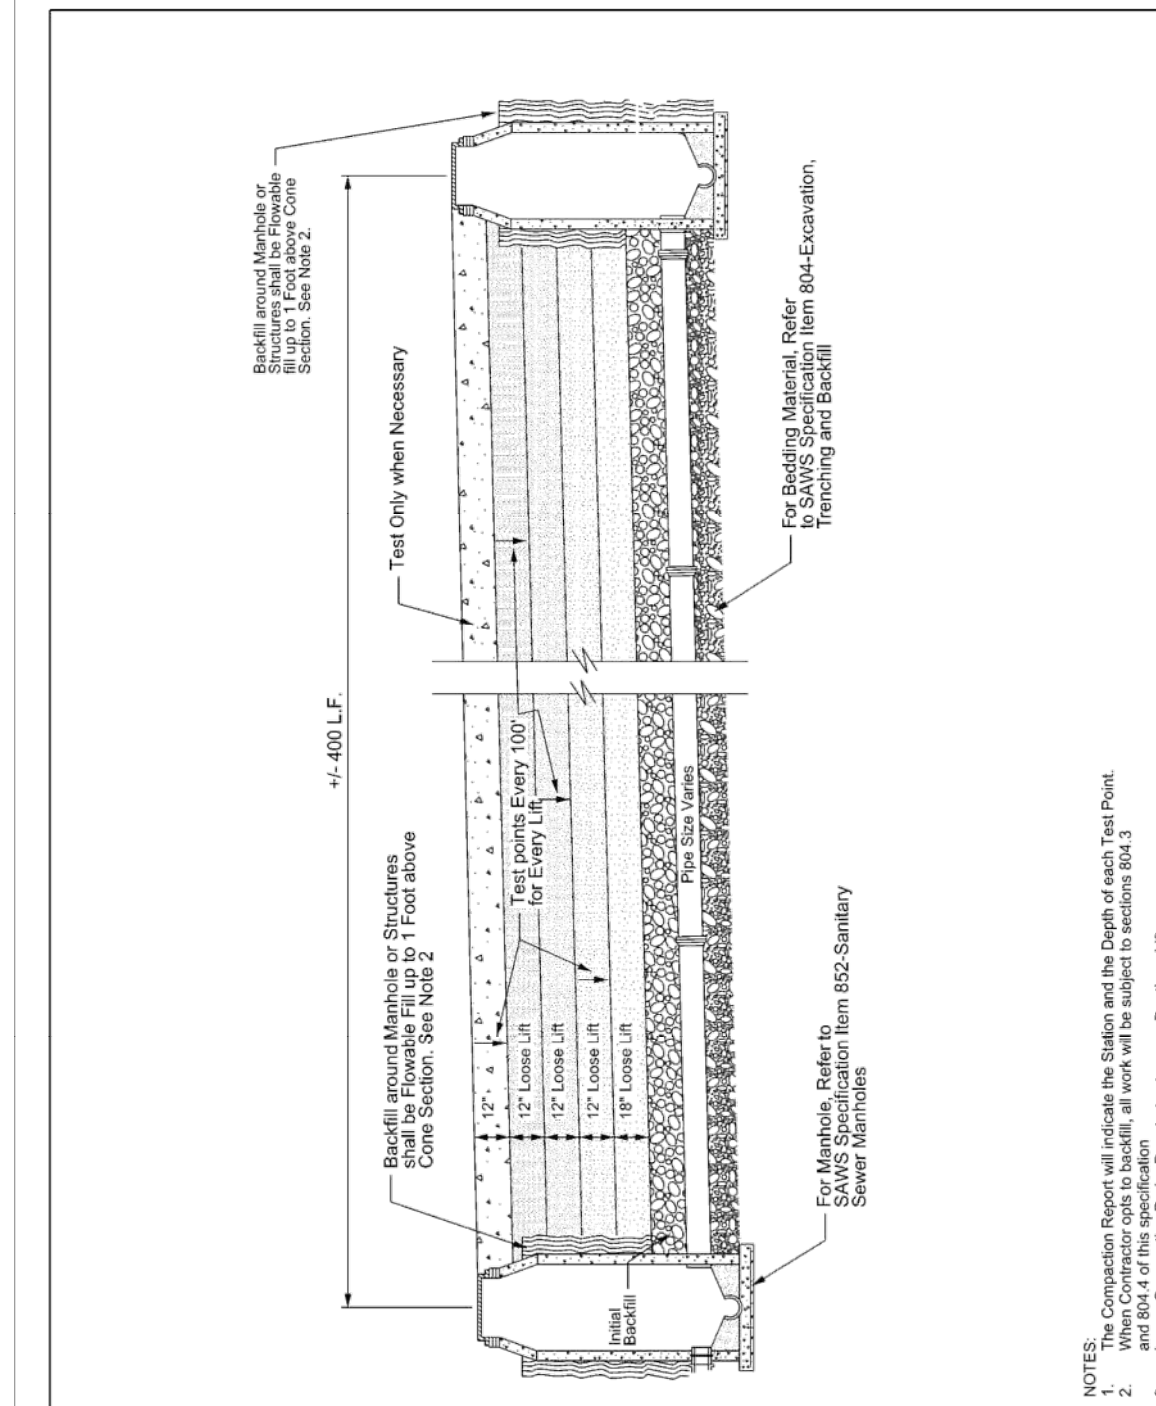 Backfill around Manhole or
Structures shall be Flowable
fill up to 1 Foot above Cone
Section. See Note 2.
Test Only when Necessary
+/- 400 L.F.
Backfill around Manhole or Structures
shall be Flowable Fill up to 1 Foot above
Cone Section. See Note 2
Test points Every 100'
for Every Lift
12"
12" Loose Lift
12" Loose Lift
12" Loose Lift
18" Loose Lift
Pipe Size Varies
Initial
Backfill
For Bedding Material, Refer
to SAWS Specification Item 804-Excavation,
Trenching and Backfill
For Manhole, Refer to
SAWS Specification Item 852-Sanitary
Sewer Manholes
NOTES:
1. The Compaction Report will indicate the Station and the Depth of each Test Point.
2. When Contractor opts to backfill, all work will be subject to sections 804.3
and 804.4 of this specification